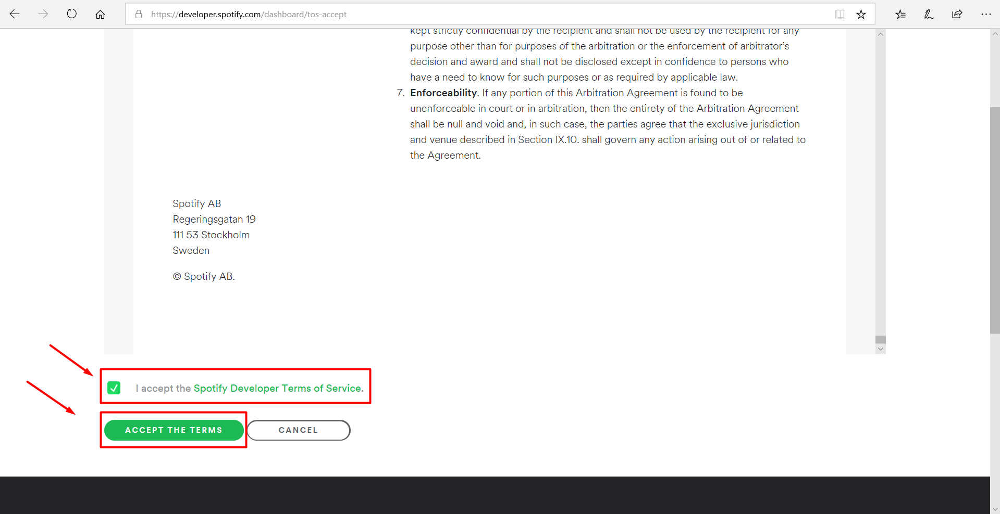 https://developer.spotify.com/dashboard/tos-accept
kept strictly confidential by the recipient and shall not be used by the recipient for any
purpose other than for purposes of the arbitration or the enforcement of arbitrator’s
decision and award and shall not be disclosed except in confidence to persons who
have a need to know for such purposes or as required by applicable law.
7. Enforceability. If any portion of this Arbitration Agreement is found to be
unenforceable in court or in arbitration, then the entirety of the Arbitration Agreement
shall be null and void and, in such case, the parties agree that the exclusive jurisdiction
and venue described in Section IX.10. shall govern any action arising out of or related to
the Agreement.
Spotify AB
Regeringsgatan 19
111 53 Stockholm
Sweden
© Spotify AB.
I accept the Spotify Developer Terms of Service.
ACCEPT THE TERMS
CANCEL